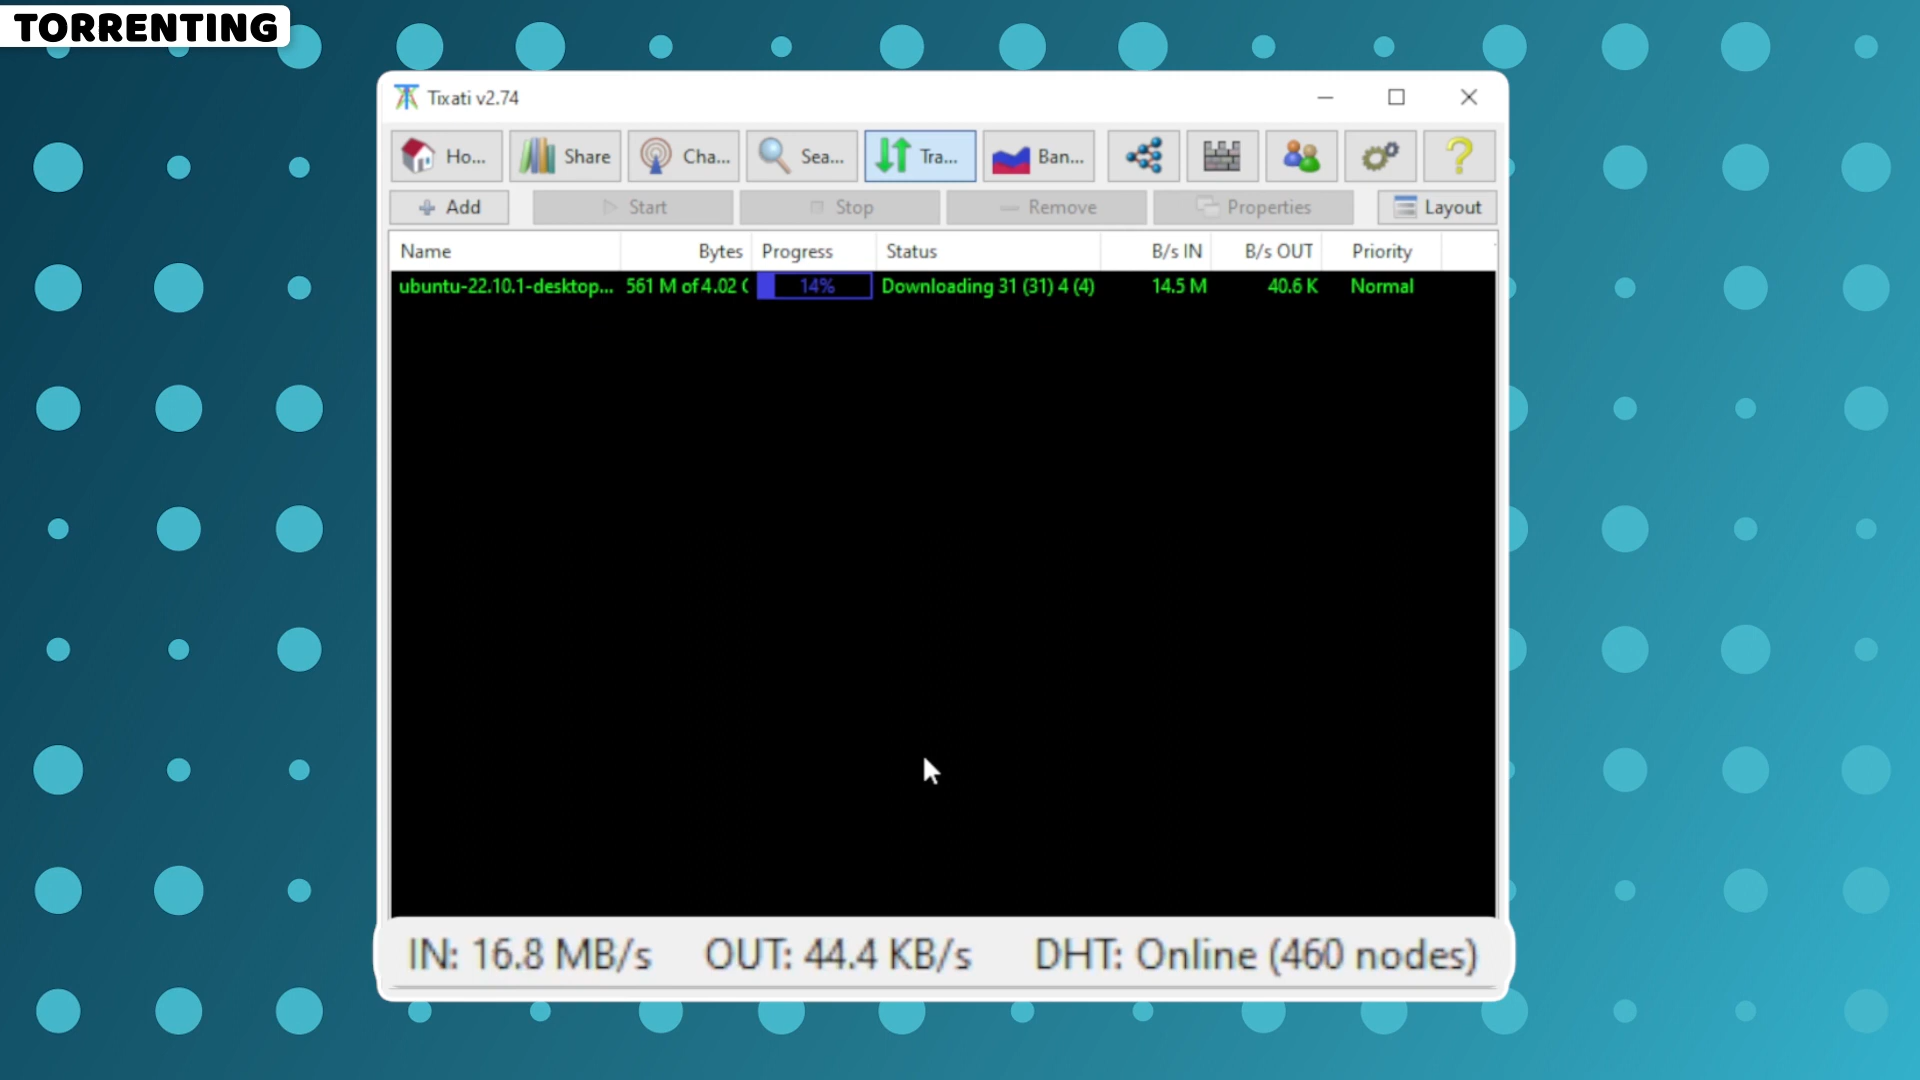 TORRENTING
Tixati v2.74
Ho... Share Cha... Sea... Tra... Ban...
Add Start Stop Remove Properties Layout
Name Bytes Progress Status B/s IN B/s OUT Priority
ubuntu-22.10.1-desktop... 561 M of 4.02 14% Downloading 31 (31) 4 (4) 14.5 M 40.6 K Normal
IN: 16.8 MB/s OUT: 44.4 KB/s DHT: Online (460 nodes)